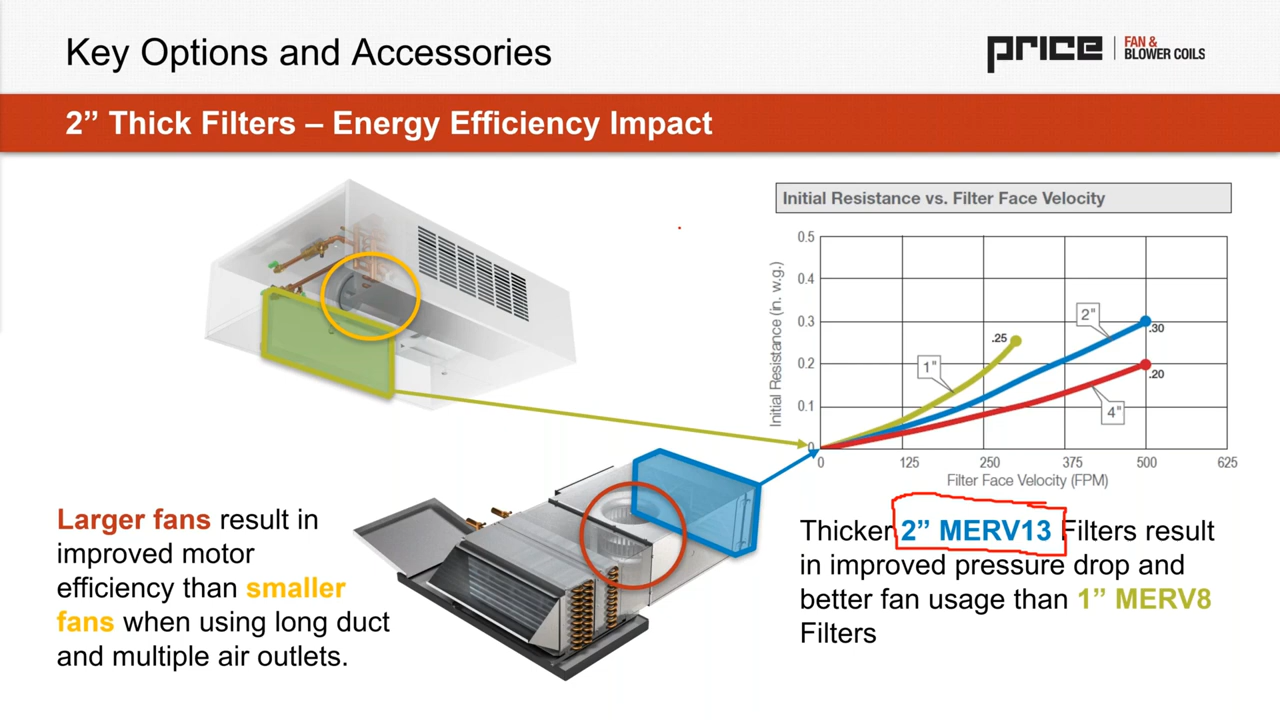 Key Options and Accessories
PRICE | FAN &
BLOWER COILS
2” Thick Filters – Energy Efficiency Impact
Initial Resistance vs. Filter Face Velocity
Initial Resistance (in. w.g.)
0.5
0.4
0.3
0.2
0.1
0
1"
.25
2"
.30
4"
.20
0 125 250 375 500 625
Filter Face Velocity (FPM)
Larger fans result in
improved motor
efficiency than smaller
fans when using long duct
and multiple air outlets.
Thicker 2” MERV13 Filters result
in improved pressure drop and
better fan usage than 1” MERV8
Filters